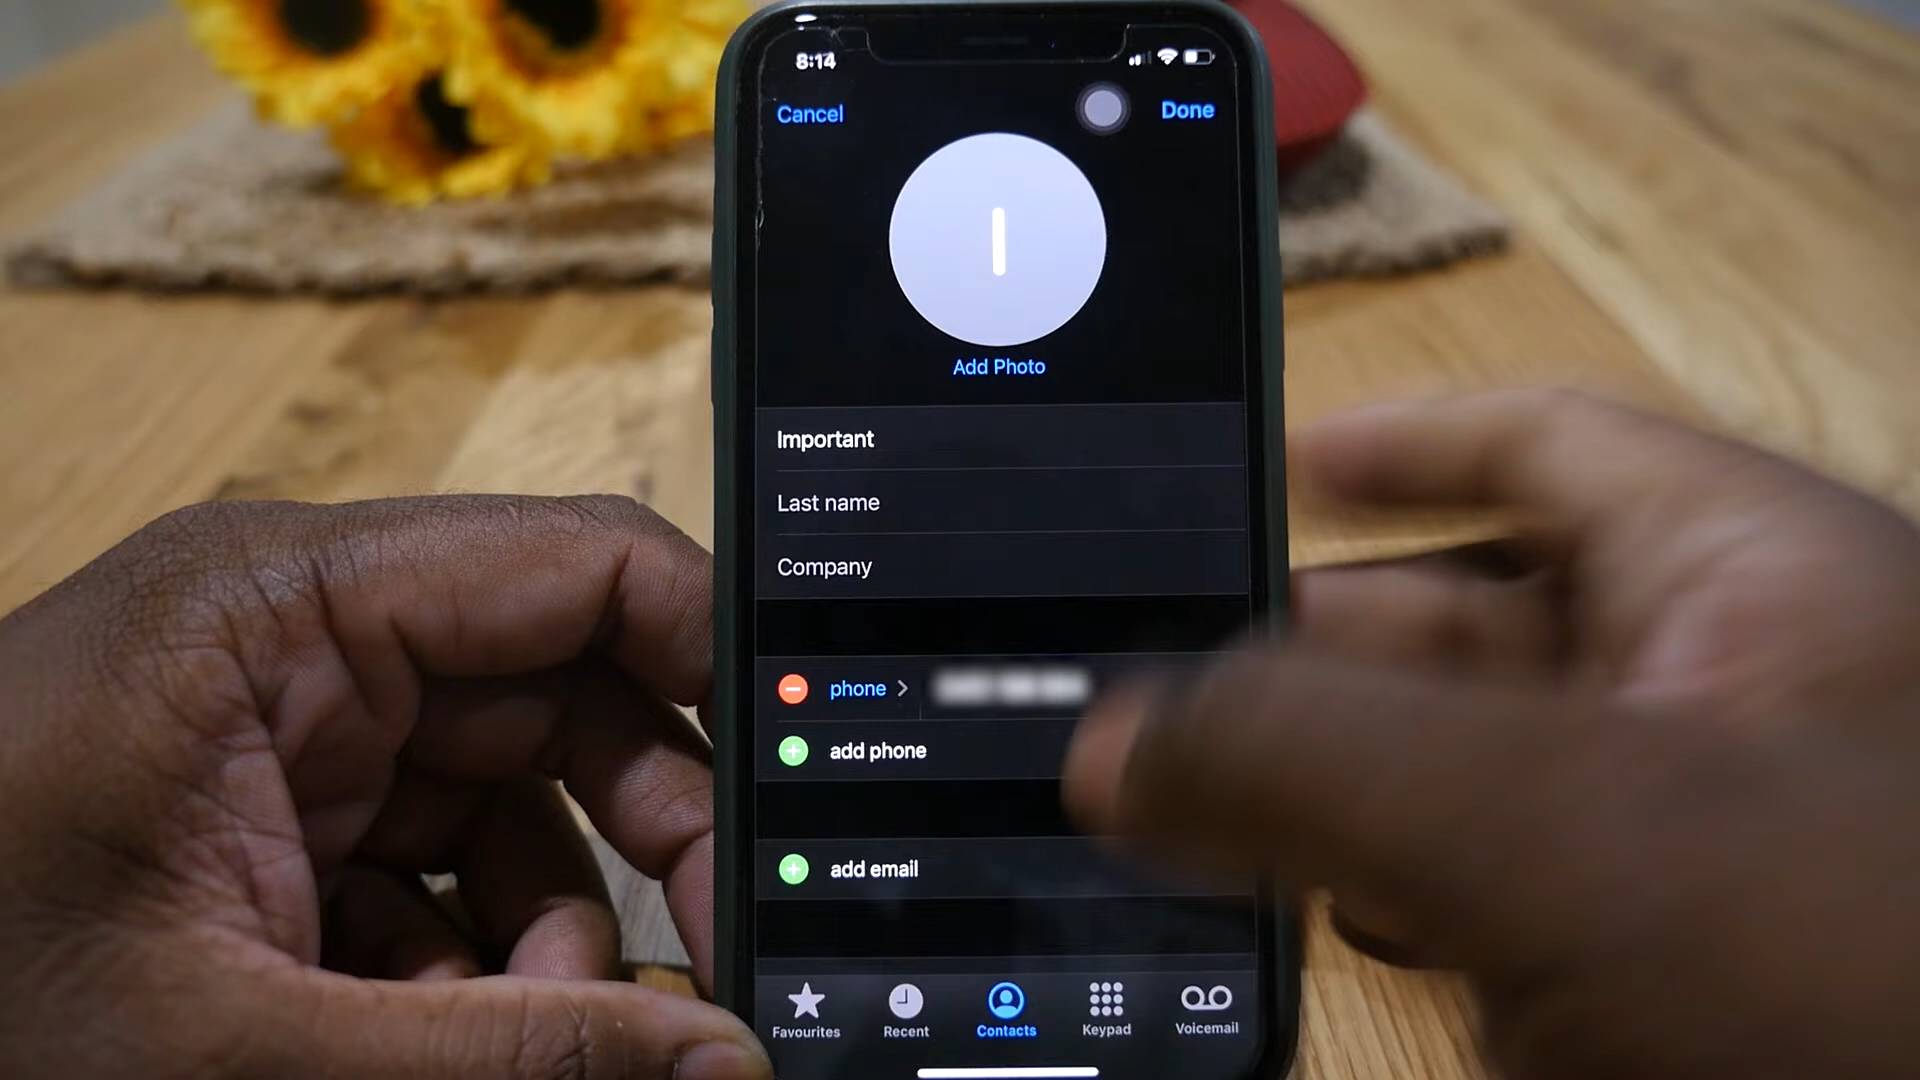 8:14
Cancel
Done
I
Add Photo
Important
Last name
Company
phone
add phone
add email
Favourites
Recent
Contacts
Keypad
Voicemail